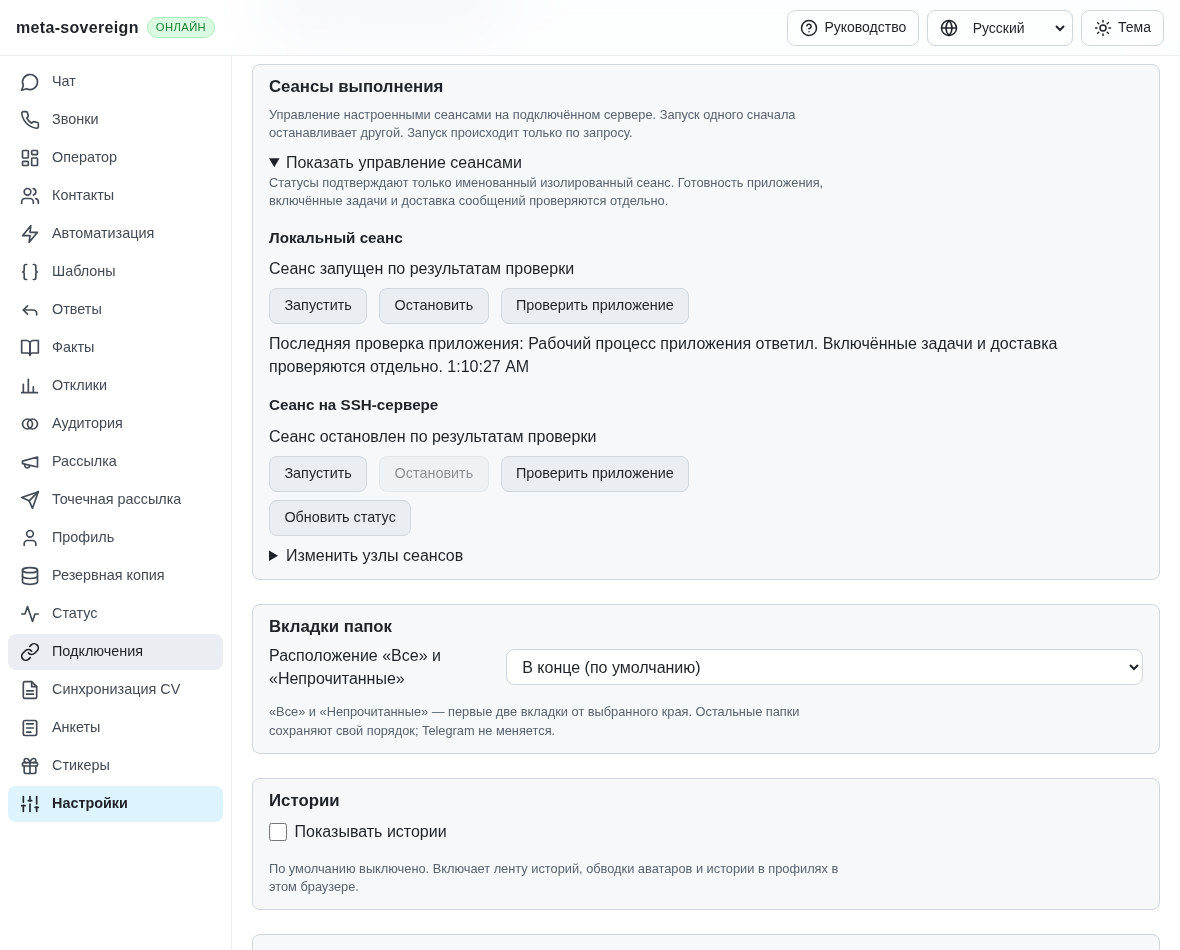 meta-sovereign ОНЛАЙН
Руководство
Русский
Тема
Чат
Звонки
Оператор
Контакты
Автоматизация
Шаблоны
Ответы
Факты
Отклики
Аудитория
Рассылка
Точечная рассылка
Профиль
Резервная копия
Статус
Подключения
Синхронизация CV
Анкеты
Стикеры
Настройки
Сеансы выполнения
Управление настроенными сеансами на подключённом сервере. Запуск одного сначала
останавливает другой. Запуск происходит только по запросу.
Показать управление сеансами
Статусы подтверждают только именованный изолированный сеанс. Готовность приложения,
включённые задачи и доставка сообщений проверяются отдельно.
Локальный сеанс
Сеанс запущен по результатам проверки
Запустить Остановить Проверить приложение
Последняя проверка приложения: Рабочий процесс приложения ответил. Включённые задачи и доставка
проверяются отдельно. 1:10:27 AM
Сеанс на SSH-сервере
Сеанс остановлен по результатам проверки
Запустить Остановить Проверить приложение
Обновить статус
Изменить узлы сеансов
Вкладки папок
Расположение «Все» и
«Непрочитанные»
В конце (по умолчанию)
«Все» и «Непрочитанные» — первые две вкладки от выбранного края. Остальные папки
сохраняют свой порядок; Telegram не меняется.
Истории
Показывать истории
По умолчанию выключено. Включает ленту историй, обводки аватаров и истории в профилях в
этом браузере.